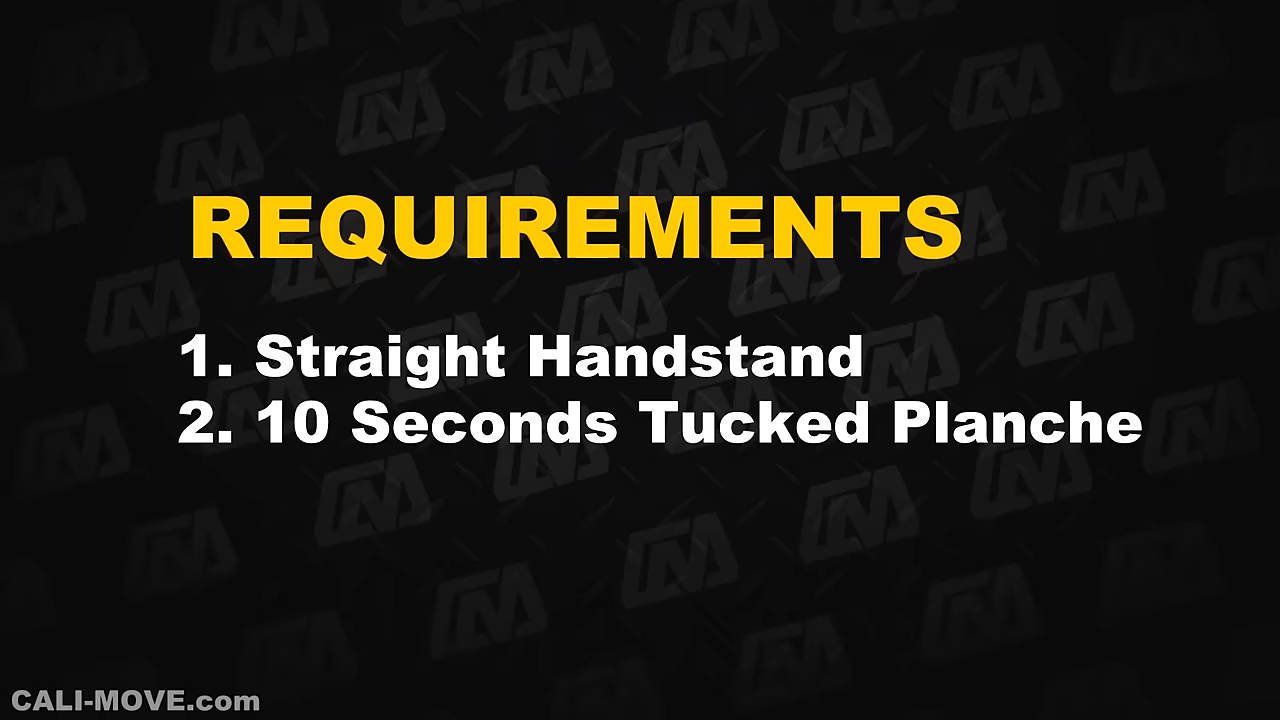 REQUIREMENTS
1. Straight Handstand
2. 10 Seconds Tucked Planche
CALI-MOVE.com